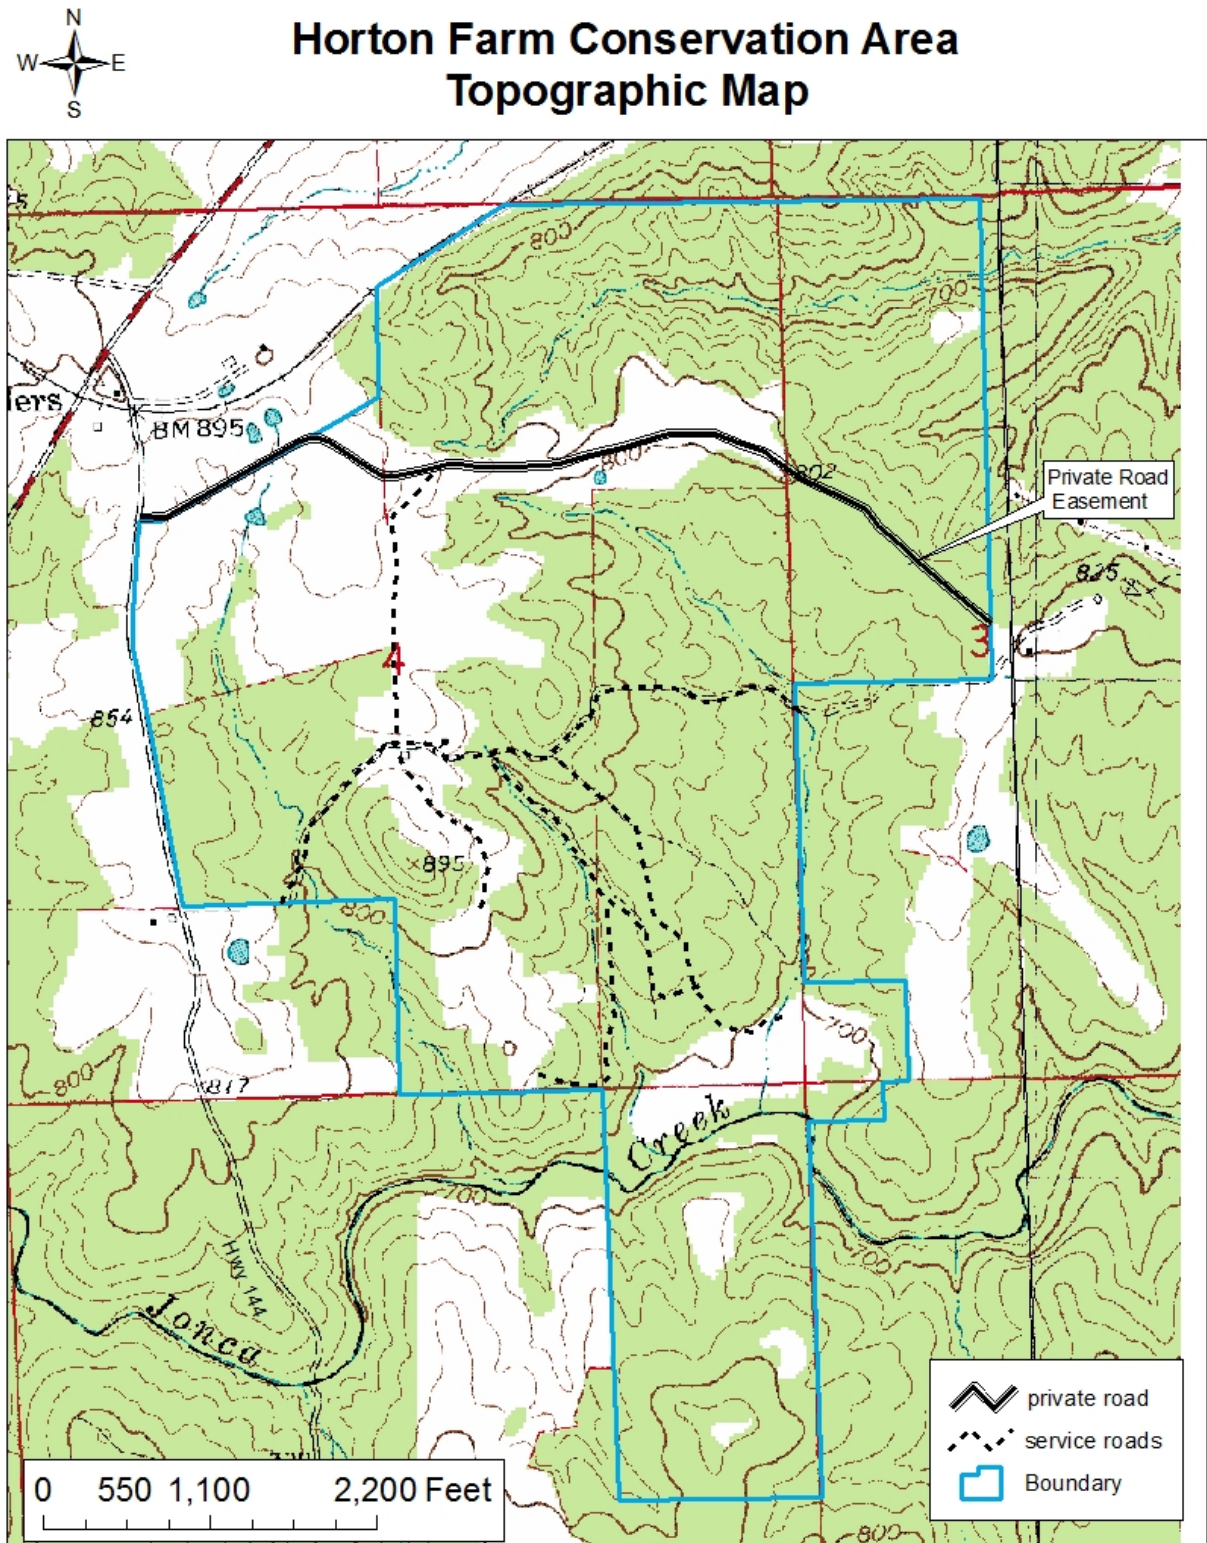 N
W E
S
Horton Farm Conservation Area
Topographic Map
800
700
lers
BM 895
800
802
Private Road
Easement
825
3
4
854
895
800
700
800
817
Creek
700
700
Hwy 144
Jonca
private road
service roads
Boundary
0 550 1,100 2,200 Feet
800